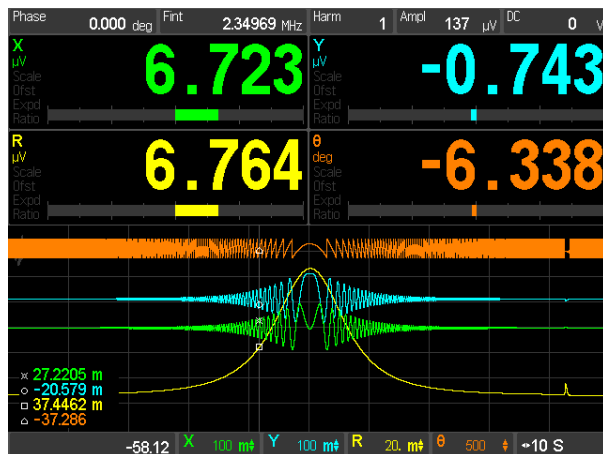 Phase 0.000 deg Fint 2.34969 MHz Harm 1 Ampl 137 µV DC 0 V
X Y
µV µV
6.723 -0.743
Scale Scale
Ofst Ofst
Expd Expd
Ratio Ratio
R θ
µV deg
6.764 -6.338
Scale Scale
Ofst Ofst
Expd Expd
Ratio Ratio
27.2205 m
-20.579 m
37.4462 m
-37.286
-58.12 X 100 m Y 100 m R 20. m θ 500 10 S